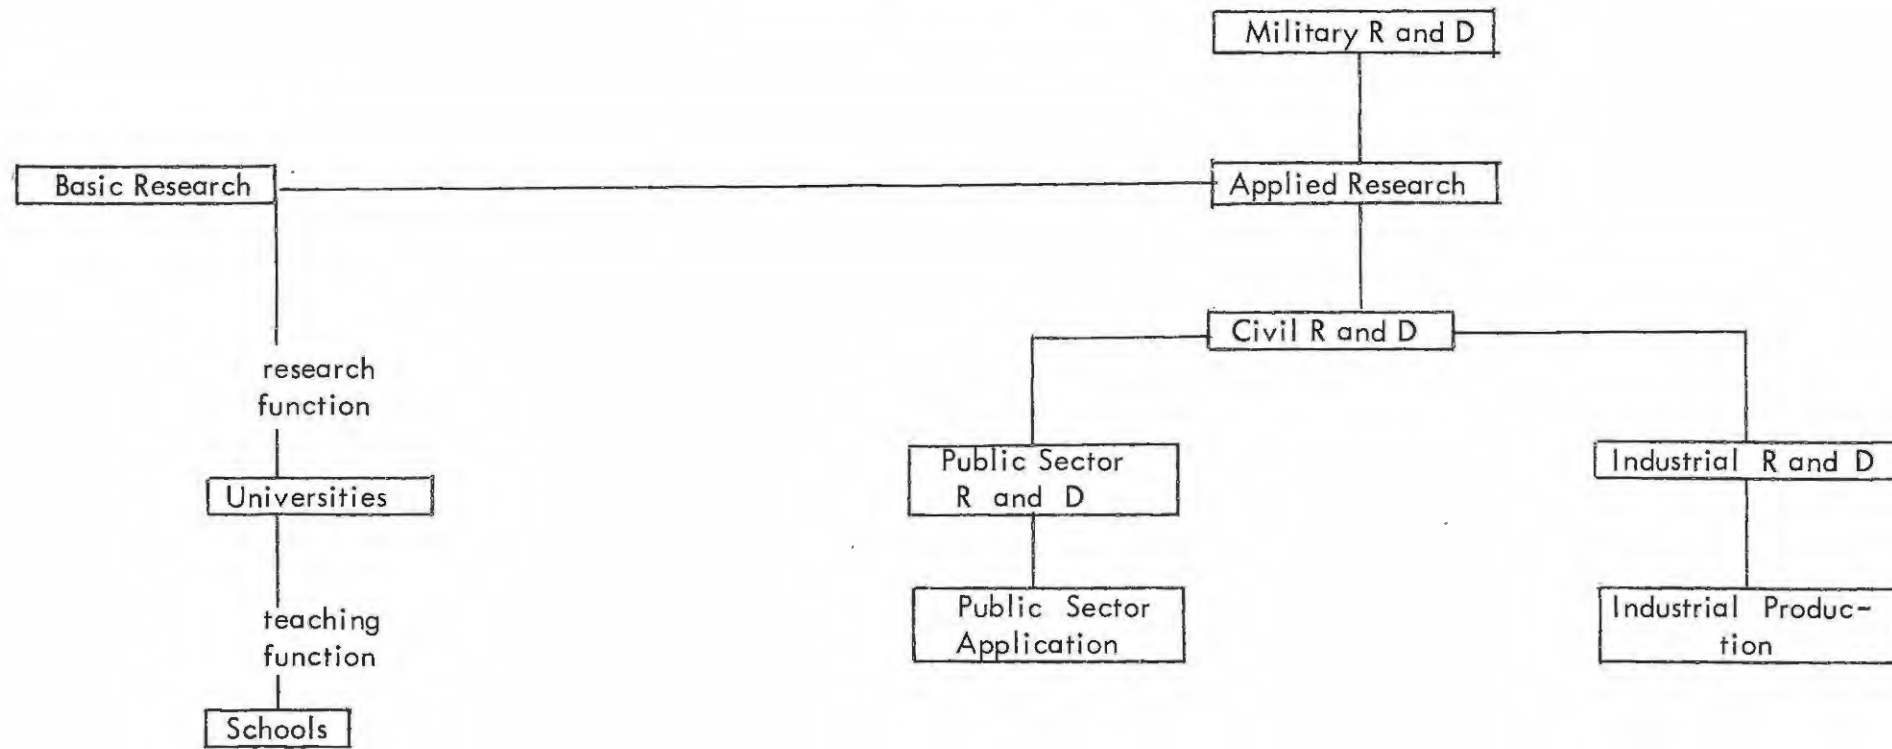 Military R and D
Basic Research
Applied Research
Civil R and D
research
function
Public Sector
R and D
Industrial R and D
Universities
Public Sector
Application
Industrial Produc-
tion
teaching
function
Schools